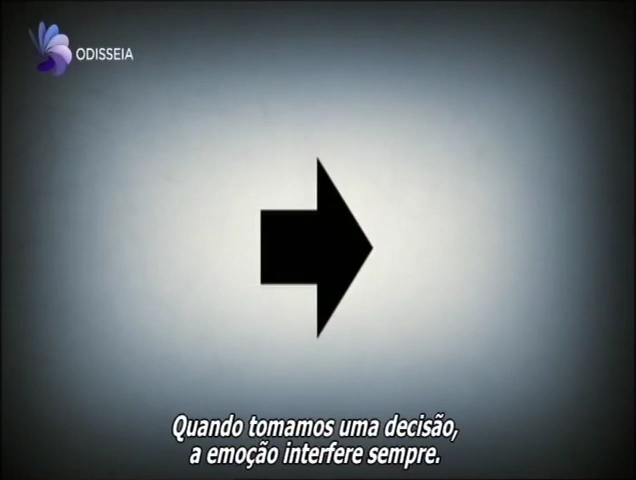 ODISSEIA
Quando tomamos uma decisão,
a emoção interfere sempre.